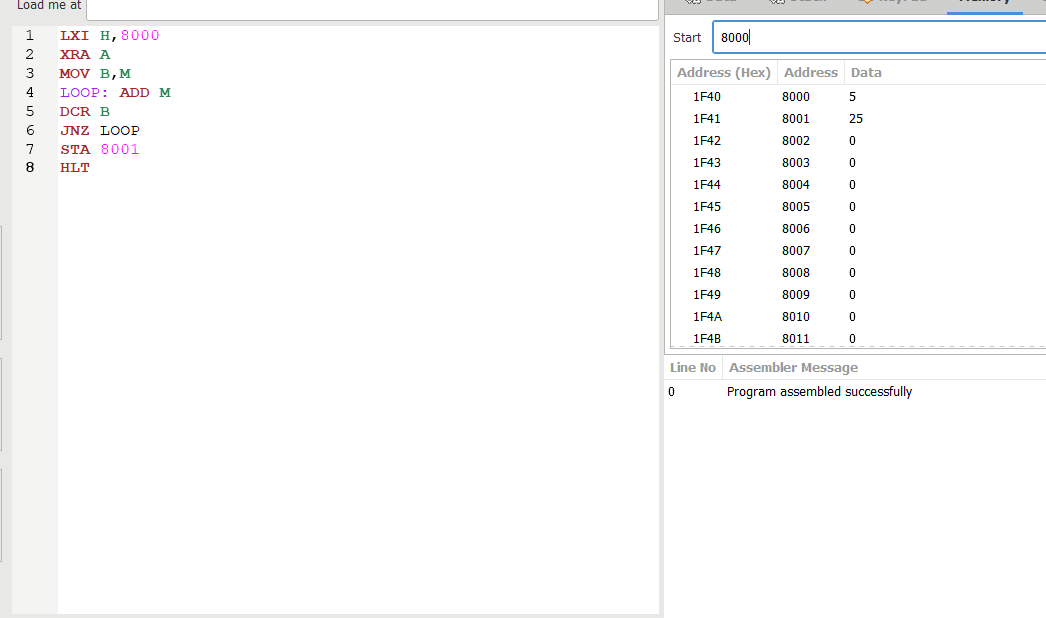 Load me at
1 LXI H,8000
2 XRA A
3 MOV B,M
4 LOOP: ADD M
5 DCR B
6 JNZ LOOP
7 STA 8001
8 HLT
Memory
Start 8000
Address (Hex) Address Data
1F40 8000 5
1F41 8001 25
1F42 8002 0
1F43 8003 0
1F44 8004 0
1F45 8005 0
1F46 8006 0
1F47 8007 0
1F48 8008 0
1F49 8009 0
1F4A 8010 0
1F4B 8011 0
Line No Assembler Message
0 Program assembled successfully